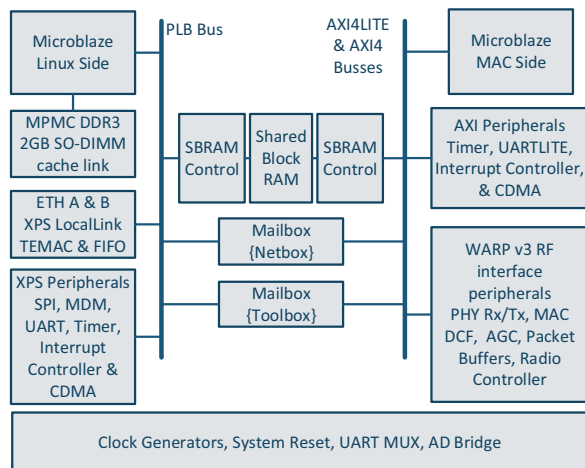 Microblaze
Linux Side
PLB Bus
AXI4LITE
& AXI4
Busses
Microblaze
MAC Side
MPMC DDR3
2GB SO-DIMM
cache link
SBRAM
Control
Shared
Block
RAM
SBRAM
Control
AXI Peripherals
Timer, UARTLITE,
Interrupt Controller,
& CDMA
ETH A & B
XPS LocalLink
TEMAC & FIFO
Mailbox
{Netbox}
XPS Peripherals
SPI, MDM,
UART, Timer,
Interrupt
Controller &
CDMA
Mailbox
{Toolbox}
WARP v3 RF
interface
peripherals
PHY Rx/Tx, MAC
DCF, AGC, Packet
Buffers, Radio
Controller
Clock Generators, System Reset, UART MUX, AD Bridge